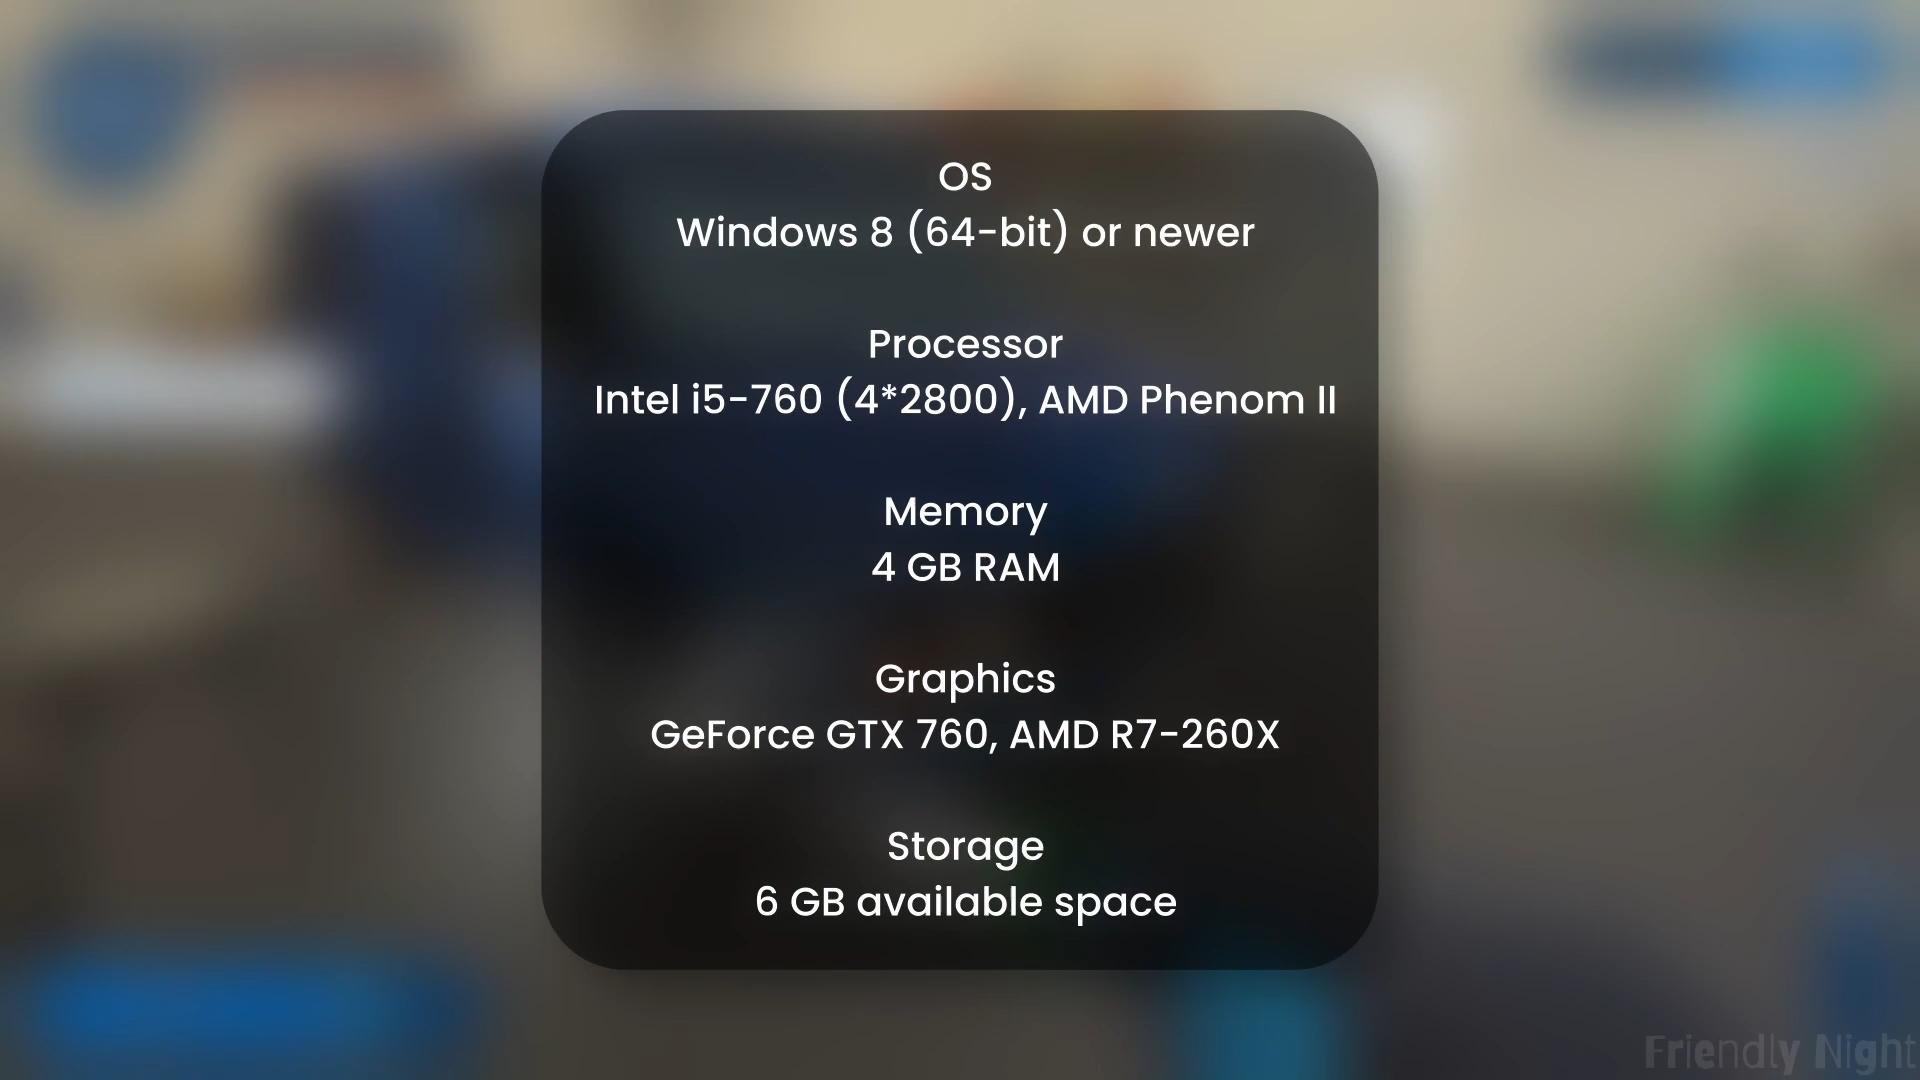 OS
Windows 8 (64-bit) or newer
Processor
Intel i5-760 (4*2800), AMD Phenom II
Memory
4 GB RAM
Graphics
GeForce GTX 760, AMD R7-260X
Storage
6 GB available space
Friendly Night